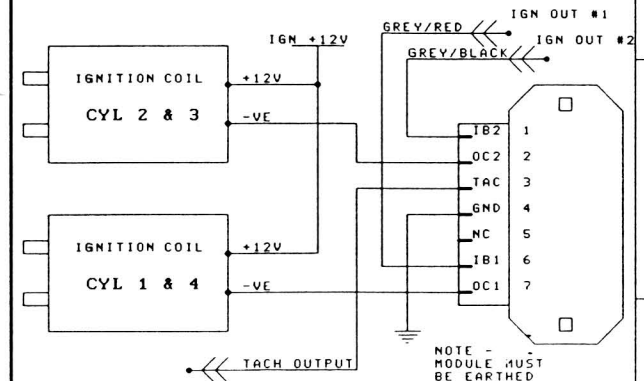 IGN OUT #1
GREY/RED
IGN +12V
IGN OUT #2
GREY/BLACK
IGNITION COIL
+12V
CYL 2 & 3
-VE
IB2 1
OC2 2
TAC 3
GND 4
NC 5
IB1 6
OC1 7
IGNITION COIL
+12V
CYL 1 & 4
-VE
TACH OUTPUT
NOTE -
MODULE MUST
BE EARTHED